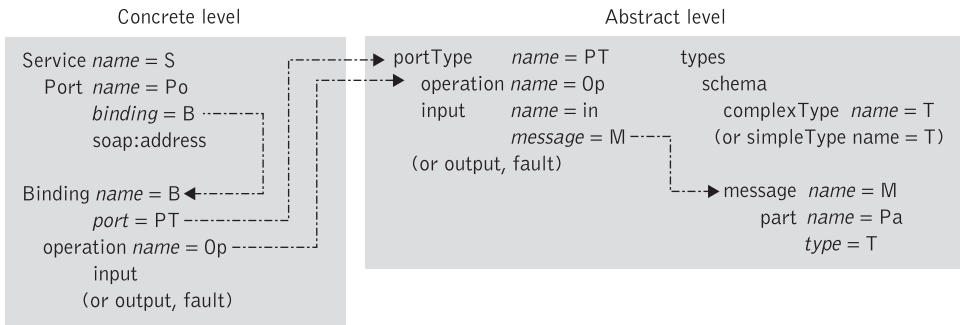 Concrete level
Service name = S
Port name = Po
binding = B
soap:address
Binding name = B
port = PT
operation name = Op
input
(or output, fault)
Abstract level
portType name = PT
operation name = Op
input name = in
message = M
(or output, fault)
types
schema
complexType name = T
(or simpleType name = T)
message name = M
part name = Pa
type = T